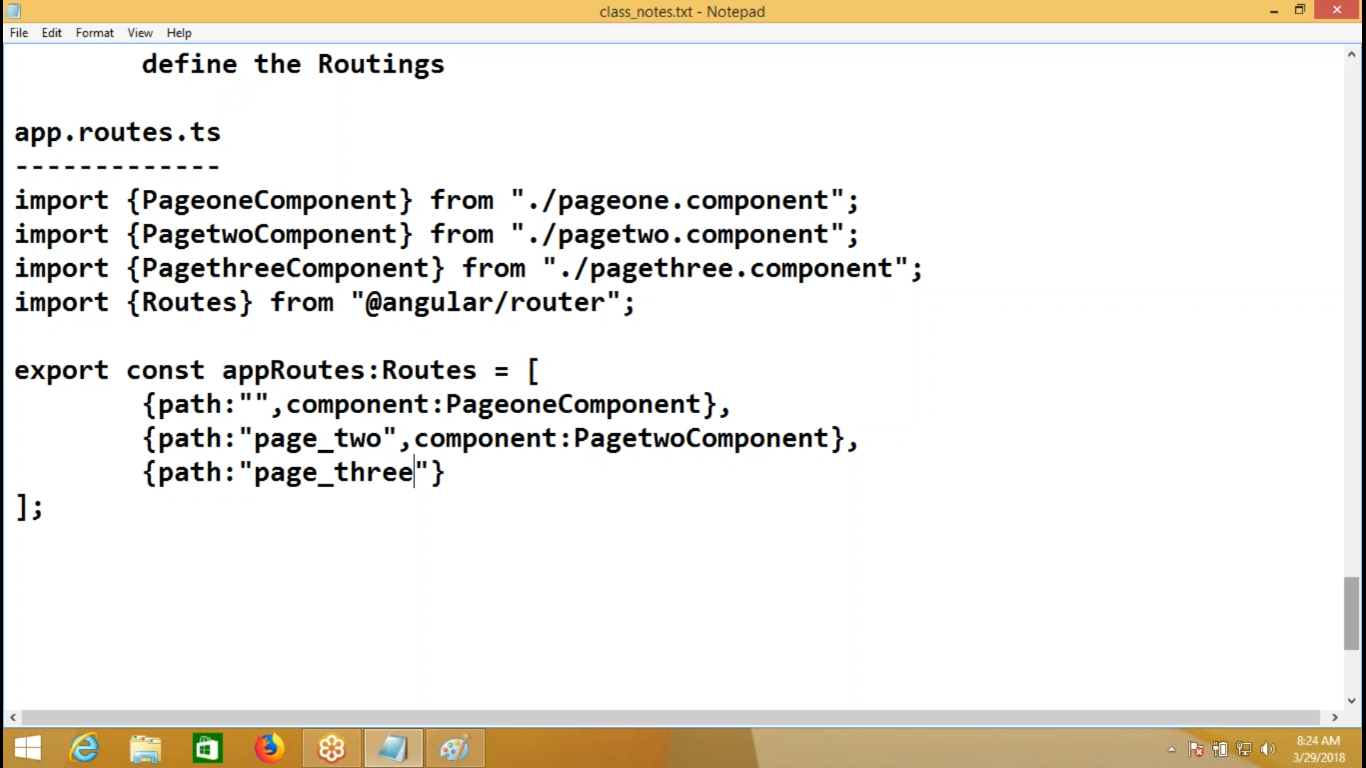 class_notes.txt - Notepad
File Edit Format View Help
define the Routings
app.routes.ts
-------------
import {PageoneComponent} from "./pageone.component";
import {PagetwoComponent} from "./pagetwo.component";
import {PagethreeComponent} from "./pagethree.component";
import {Routes} from "@angular/router";
export const appRoutes:Routes = [
{path:"",component:PageoneComponent},
{path:"page_two",component:PagetwoComponent},
{path:"page_three"}
];
8:24 AM
3/29/2018